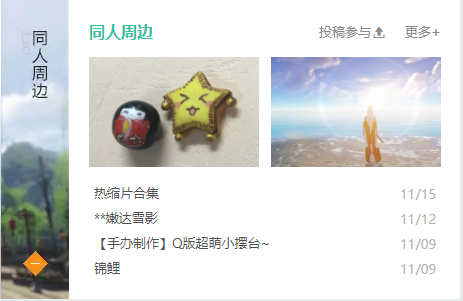 同人周边
同人周边
投稿参与
更多+
热缩片合集
11/15
**嫩达雪影
11/12
【手办制作】Q版超萌小摆台~
11/09
锦鲤
11/09